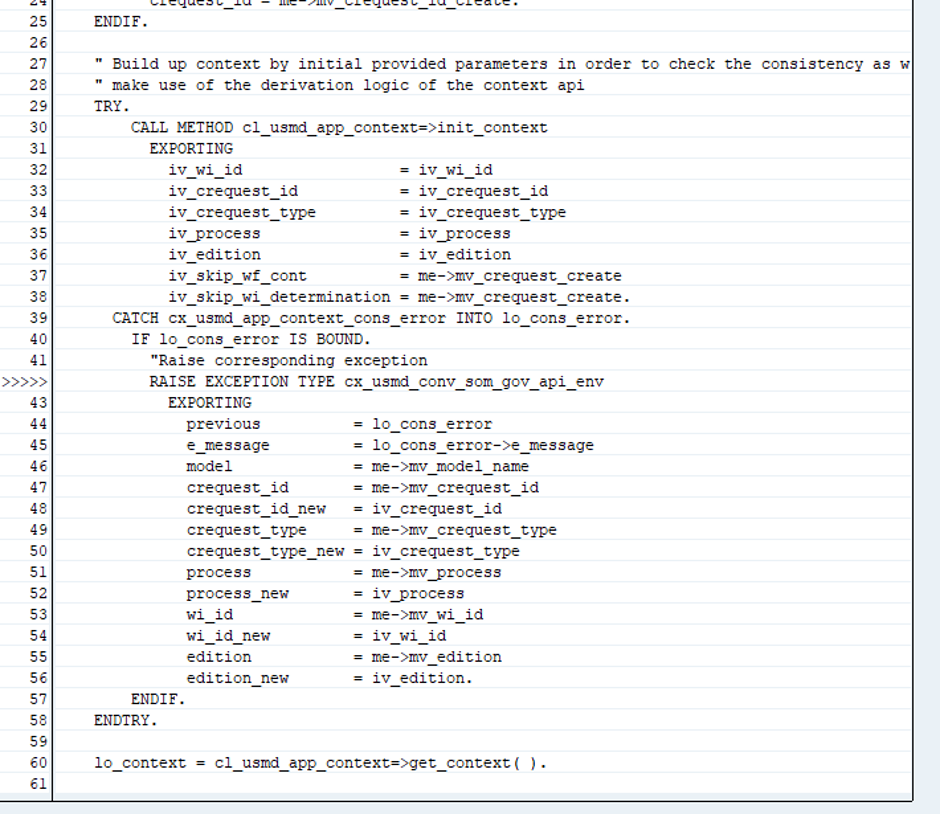 24 crequest_id = me->mv_crequest_id_create.
25 ENDIF.
26
27 " Build up context by initial provided parameters in order to check the consistency as w
28 " make use of the derivation logic of the context api
29 TRY.
30 CALL METHOD cl_usmd_app_context=>init_context
31 EXPORTING
32 iv_wi_id = iv_wi_id
33 iv_crequest_id = iv_crequest_id
34 iv_crequest_type = iv_crequest_type
35 iv_process = iv_process
36 iv_edition = iv_edition
37 iv_skip_wf_cont = me->mv_crequest_create
38 iv_skip_wi_determination = me->mv_crequest_create.
39 CATCH cx_usmd_app_context_cons_error INTO lo_cons_error.
40 IF lo_cons_error IS BOUND.
41 "Raise corresponding exception
>>>>> RAISE EXCEPTION TYPE cx_usmd_conv_som_gov_api_env
43 EXPORTING
44 previous = lo_cons_error
45 e_message = lo_cons_error->e_message
46 model = me->mv_model_name
47 crequest_id = me->mv_crequest_id
48 crequest_id_new = iv_crequest_id
49 crequest_type = me->mv_crequest_type
50 crequest_type_new = iv_crequest_type
51 process = me->mv_process
52 process_new = iv_process
53 wi_id = me->mv_wi_id
54 wi_id_new = iv_wi_id
55 edition = me->mv_edition
56 edition_new = iv_edition.
57 ENDIF.
58 ENDTRY.
59
60 lo_context = cl_usmd_app_context=>get_context( ).
61